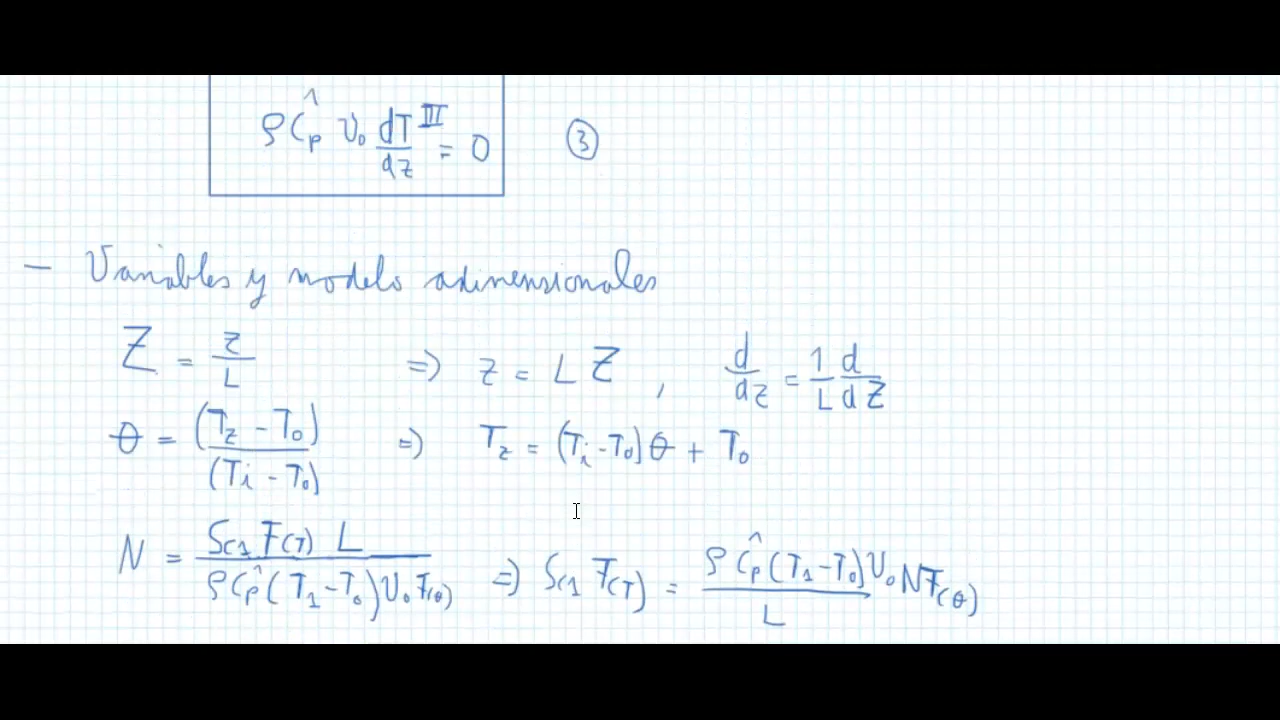 ρ Ĉp v₀ dT^III/dz = 0 ③
– Variables y modelo adimensionales
Z = z/L ⇒ z = L Z , d/dz = 1/L d/dZ
θ = (Tz - T₀)/(Ti - T₀) ⇒ Tz = (Ti - T₀)θ + T₀
N = Sc₁ F(T) L / ρ Ĉp (T₁ - T₀) v₀ F(θ) ⇒ Sc₁ F(T) = ρ Ĉp (T₁ - T₀) v₀ N F(θ) / L